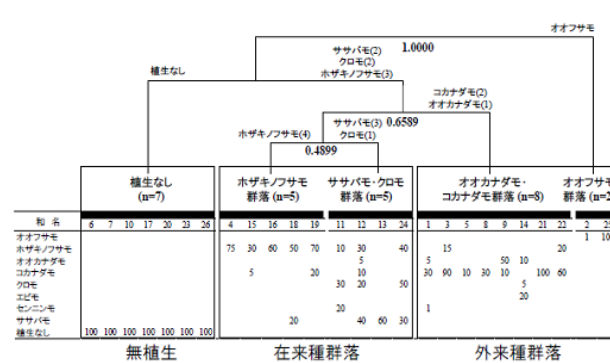 オオフサモ
ササバモ(2) 1.0000
クロモ(2)
植生なし ホザキノフサモ(3)
コカナダモ(2)
オオカナダモ(1)
ササバモ(3) 0.6589
ホザキノフサモ(4) クロモ(1)
0.4899
植生なし ホザキノフサモ ササバモ・クロモ オオカナダモ・ オオフサモ
(n=7) 群落 (n=5) 群落 (n=5) コカナダモ群落 (n=8) 群落 (n=2
和 名 6 7 10 17 20 23 26 4 15 16 18 19 11 12 13 24 1 3 5 8 9 14 21 22 2 25
オオフサモ 1 10
ホザキノフサモ 75 30 60 50 70 10 30 40 15 20
オオカナダモ 5 5 50 10
コカナダモ 5 20 10 30 90 10 30 10 100 60
クロモ 30 20 50 5
エビモ 20
センニンモ 20 1
ササバモ 20 40 60 30
植生なし 100 100 100 100 100 100 100
無植生 在来種群落 外来種群落